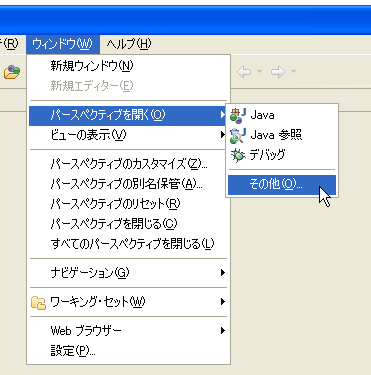 (R) ウィンドウ(W) ヘルプ(H)
新規ウィンドウ(N)
新規エディター(E)
パースペクティブを開く(O)
ビューの表示(V)
パースペクティブのカスタマイズ(Z)...
パースペクティブの別名保管(A)...
パースペクティブのリセット(R)
パースペクティブを閉じる(C)
すべてのパースペクティブを閉じる(L)
ナビゲーション(G)
ワーキング・セット(W)
Web ブラウザー
設定(P)...
Java
Java 参照
デバッグ
その他(O)...